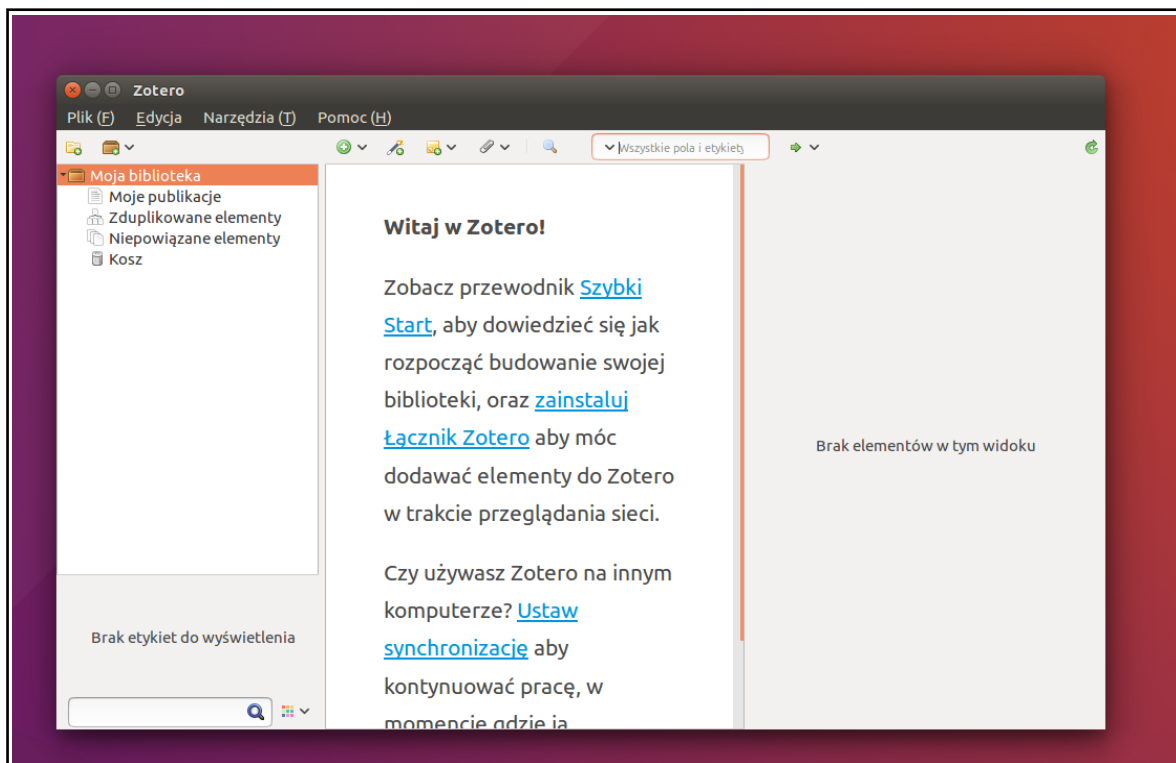 Zotero
Plik (F) Edycja Narzędzia (T) Pomoc (H)
Wszystkie pola i etykiety
Moja biblioteka
Moje publikacje
Zduplikowane elementy
Niepowiązane elementy
Kosz
Brak etykiet do wyświetlenia
Witaj w Zotero!
Zobacz przewodnik Szybki
Start, aby dowiedzieć się jak
rozpocząć budowanie swojej
biblioteki, oraz zainstaluj
Łącznik Zotero aby móc
dodawać elementy do Zotero
w trakcie przeglądania sieci.
Czy używasz Zotero na innym
komputerze? Ustaw
synchronizację aby
kontynuować pracę, w
momencie gdzie ją
Brak elementów w tym widoku